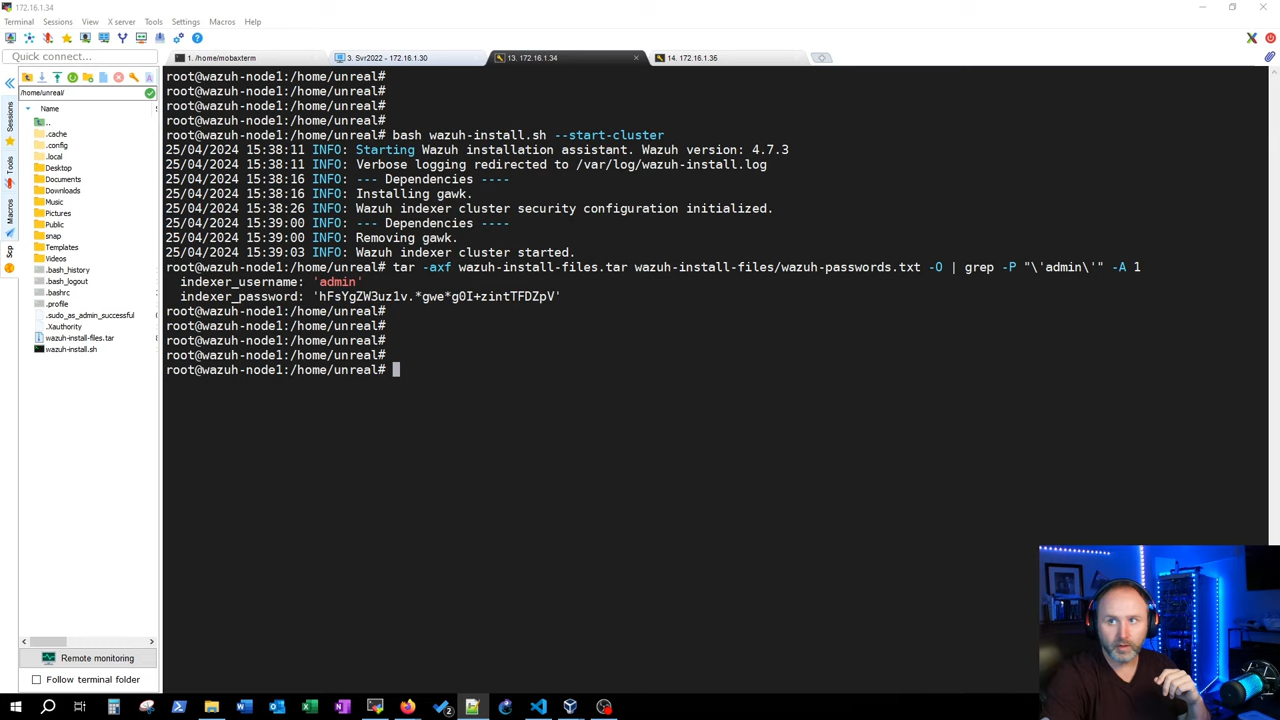 172.16.1.34
Terminal Sessions View X server Tools Settings Macros Help
Quick connect...
1. /home/mobaxterm
3. Svr2022 - 172.16.1.30
13. 172.16.1.34
14. 172.16.1.35
/home/unreal/
Name
..
.cache
.config
.local
Desktop
Documents
Downloads
Music
Pictures
Public
snap
Templates
Videos
.bash_history
.bash_logout
.bashrc
.profile
.sudo_as_admin_successful
.Xauthority
wazuh-install-files.tar
wazuh-install.sh
Sessions
Tools
Macros
Scp
Remote monitoring
Follow terminal folder
root@wazuh-node1:/home/unreal#
root@wazuh-node1:/home/unreal#
root@wazuh-node1:/home/unreal#
root@wazuh-node1:/home/unreal#
root@wazuh-node1:/home/unreal# bash wazuh-install.sh --start-cluster
25/04/2024 15:38:11 INFO: Starting Wazuh installation assistant. Wazuh version: 4.7.3
25/04/2024 15:38:11 INFO: Verbose logging redirected to /var/log/wazuh-install.log
25/04/2024 15:38:16 INFO: --- Dependencies ----
25/04/2024 15:38:16 INFO: Installing gawk.
25/04/2024 15:38:26 INFO: Wazuh indexer cluster security configuration initialized.
25/04/2024 15:39:00 INFO: --- Dependencies ----
25/04/2024 15:39:00 INFO: Removing gawk.
25/04/2024 15:39:03 INFO: Wazuh indexer cluster started.
root@wazuh-node1:/home/unreal# tar -axf wazuh-install-files.tar wazuh-install-files/wazuh-passwords.txt -O | grep -P "\'admin\'" -A 1
indexer_username: 'admin'
indexer_password: 'hFsYgZW3uz1v.*gwe*g0I+zintTFDZpV'
root@wazuh-node1:/home/unreal#
root@wazuh-node1:/home/unreal#
root@wazuh-node1:/home/unreal#
root@wazuh-node1:/home/unreal#
root@wazuh-node1:/home/unreal#